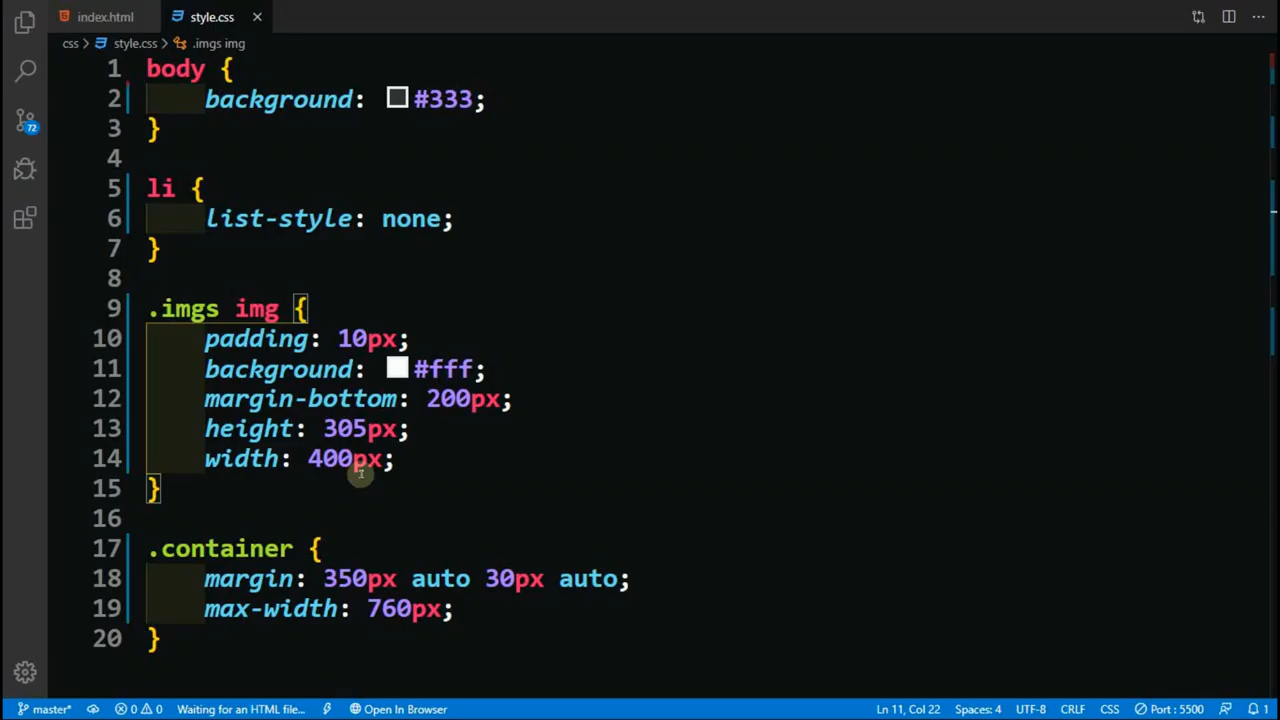 index.html
style.css
css
style.css
.imgs img
1 body {
2 background: #333;
3 }
4
5 li {
6 list-style: none;
7 }
8
9 .imgs img {
10 padding: 10px;
11 background: #fff;
12 margin-bottom: 200px;
13 height: 305px;
14 width: 400px;
15 }
16
17 .container {
18 margin: 350px auto 30px auto;
19 max-width: 760px;
20 }
72
master* 0 0 Waiting for an HTML file... Open In Browser Ln 11, Col 22 Spaces: 4 UTF-8 CRLF CSS Port : 5500 1